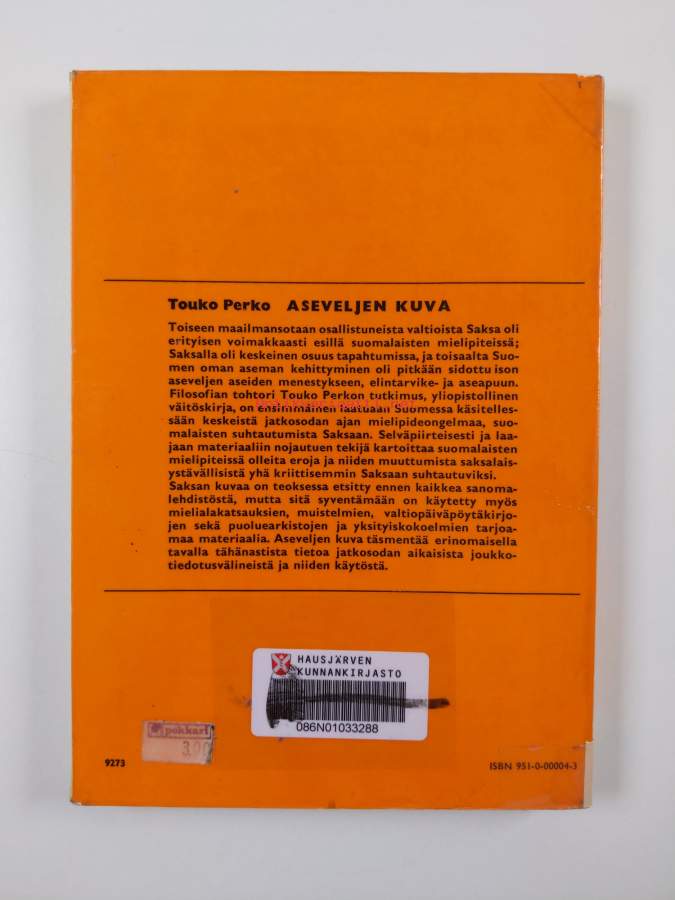 Touko Perko ASEVELJEN KUVA
Toiseen maailmansotaan osallistuneista valtioista Saksa oli
erityisen voimakkaasti esillä suomalaisten mielipiteissä;
Saksalla oli keskeinen osuus tapahtumissa, ja toisaalta Suo-
men oman aseman kehittyminen oli pitkään sidottu ison
aseveljen aseiden menestykseen, elintarvike- ja aseapuun.
Filosofian tohtori Touko Perkon tutkimus, yliopistollinen
väitöskirja, on ensimmäinen laatuaan Suomessa käsitelles-
sään keskeistä jatkosodan ajan mielipideongelmaa, suo-
malaisten suhtautumista Saksaan. Selväpiirteisesti ja laa-
jaan materiaaliin nojautuen tekijä kartoittaa suomalaisten
mielipiteissä olleita eroja ja niiden muuttumista saksalais-
ystävällisistä yhä kriittisemmin Saksaan suhtautuviksi.
Saksan kuvaa on teoksessa etsitty ennen kaikkea sanoma-
lehdistöstä, mutta sitä syventämään on käytetty myös
mielialakatsauksien, muistelmien, valtiopäiväpöytäkirjo-
jen sekä puoluearkistojen ja yksityiskokoelmien tarjoa-
maa materiaalia. Aseveljen kuva täsmentää erinomaisella
tavalla tähänastista tietoa jatkosodan aikaisista joukko-
tiedotusvälineistä ja niiden käytöstä.
HAUSJÄRVEN
KUNNANKIRJASTO
086N01033288
pokkari
3,00
9273
ISBN 951-0-00004-3